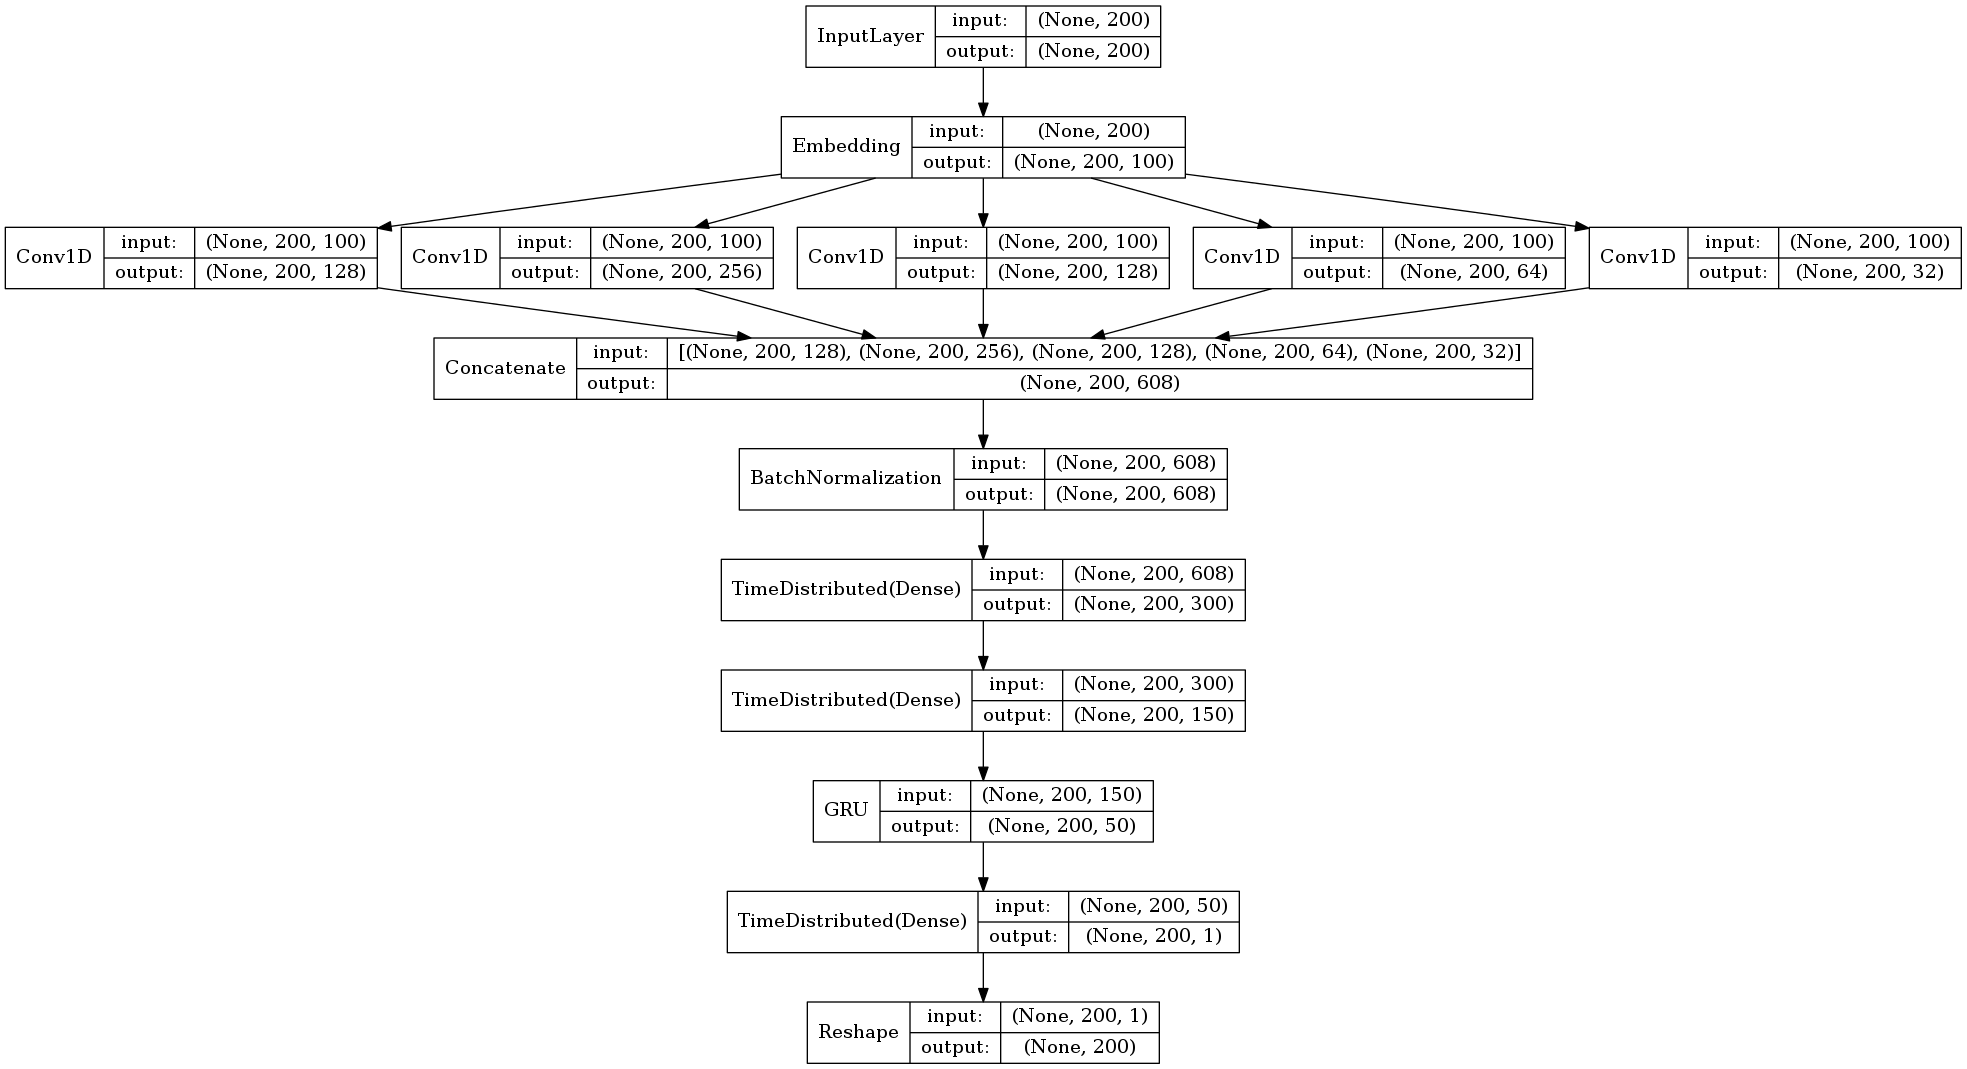 InputLayer
input: (None, 200)
output: (None, 200)
Embedding
input: (None, 200)
output: (None, 200, 100)
Conv1D
input: (None, 200, 100)
output: (None, 200, 128)
Conv1D
input: (None, 200, 100)
output: (None, 200, 256)
Conv1D
input: (None, 200, 100)
output: (None, 200, 128)
Conv1D
input: (None, 200, 100)
output: (None, 200, 64)
Conv1D
input: (None, 200, 100)
output: (None, 200, 32)
Concatenate
input: [(None, 200, 128), (None, 200, 256), (None, 200, 128), (None, 200, 64), (None, 200, 32)]
output: (None, 200, 608)
BatchNormalization
input: (None, 200, 608)
output: (None, 200, 608)
TimeDistributed(Dense)
input: (None, 200, 608)
output: (None, 200, 300)
TimeDistributed(Dense)
input: (None, 200, 300)
output: (None, 200, 150)
GRU
input: (None, 200, 150)
output: (None, 200, 50)
TimeDistributed(Dense)
input: (None, 200, 50)
output: (None, 200, 1)
Reshape
input: (None, 200, 1)
output: (None, 200)